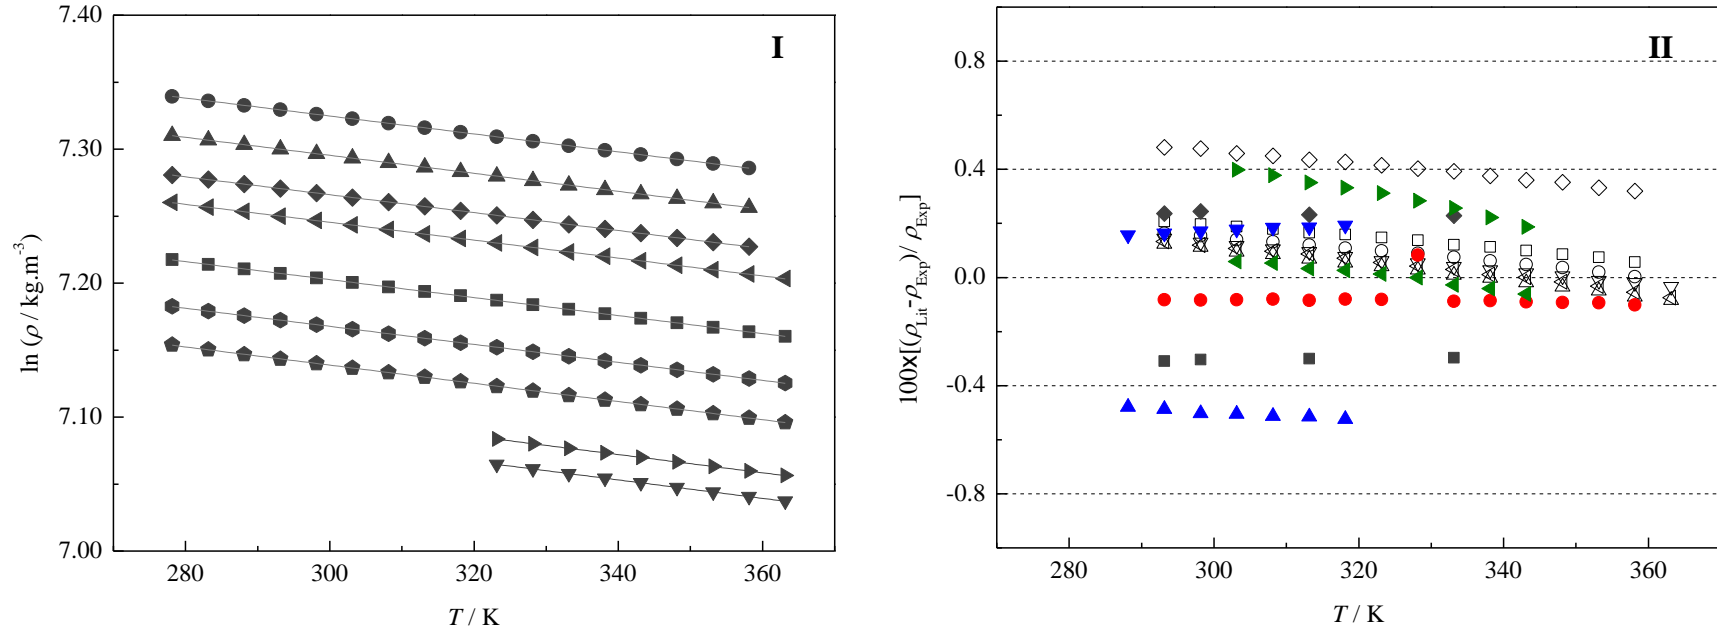 I
7.40
7.30
7.20
7.10
7.00
ln (ρ / kg.m⁻³)
280 300 320 340 360
T / K
II
0.8
0.4
0.0
-0.4
-0.8
100x[(ρLit -ρExp)/ ρExp]
280 300 320 340 360
T / K